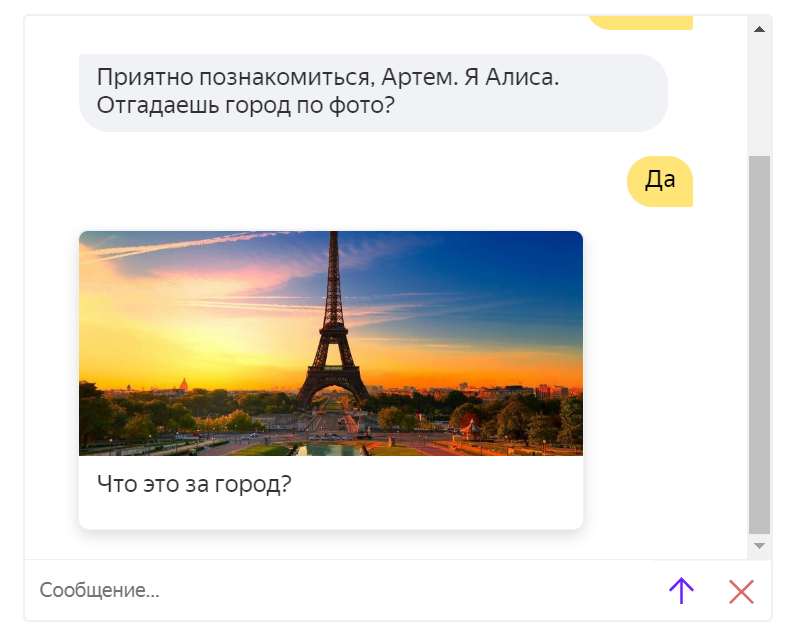 Приятно познакомиться, Артем. Я Алиса.
Отгадаешь город по фото?
Да
Что это за город?
Сообщение...